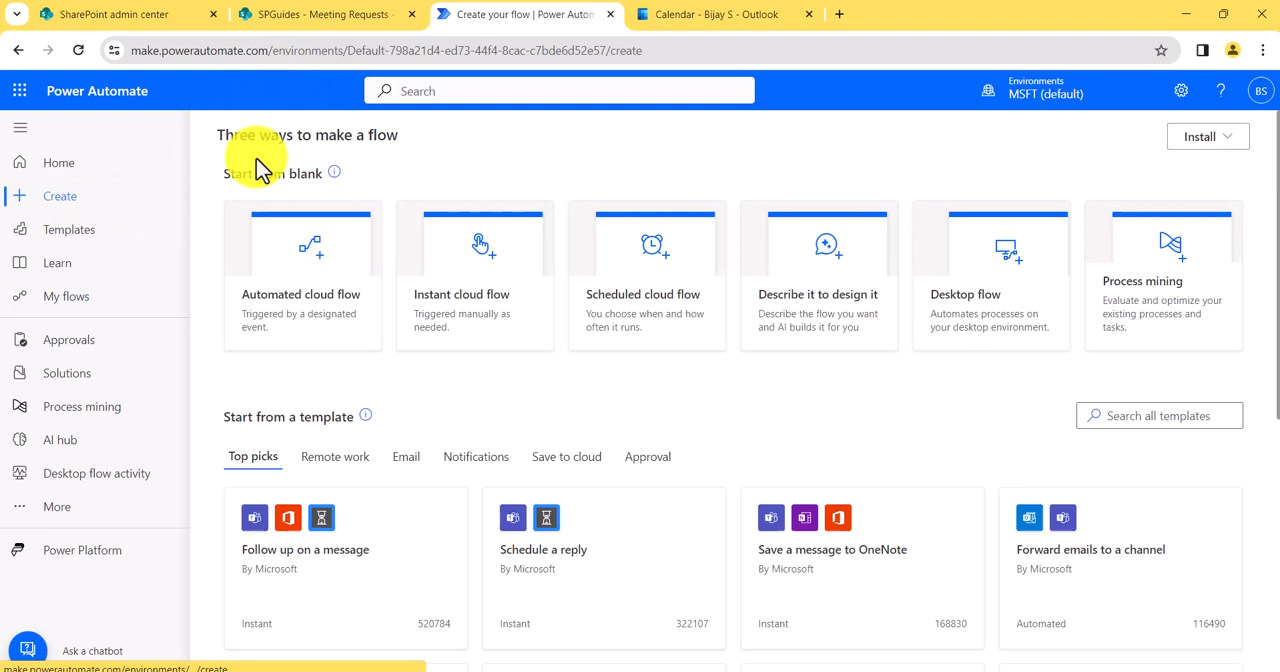 SharePoint admin center
SPGuides - Meeting Requests -
Create your flow | Power Autom
Calendar - Bijay S - Outlook
make.powerautomate.com/environments/Default-798a21d4-ed73-44f4-8cac-c7bde6d52e57/create
Power Automate
Search
Environments
MSFT (default)
BS
Home
Create
Templates
Learn
My flows
Approvals
Solutions
Process mining
AI hub
Desktop flow activity
More
Power Platform
Ask a chatbot
make.powerautomate.com/environments/.../create
Three ways to make a flow
Install
Start from blank
Automated cloud flow
Triggered by a designated
event.
Instant cloud flow
Triggered manually as
needed.
Scheduled cloud flow
You choose when and how
often it runs.
Describe it to design it
Describe the flow you want
and AI builds it for you
Desktop flow
Automates processes on
your desktop environment.
Process mining
Evaluate and optimize your
existing processes and
tasks.
Start from a template
Search all templates
Top picks
Remote work
Email
Notifications
Save to cloud
Approval
Follow up on a message
By Microsoft
Instant
520784
Schedule a reply
By Microsoft
Instant
322107
Save a message to OneNote
By Microsoft
Instant
168830
Forward emails to a channel
By Microsoft
Automated
116490